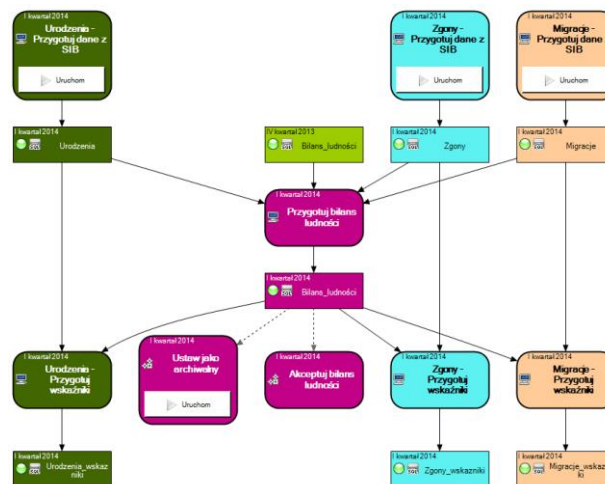 I kwartał 2014
Urodzenia -
Przygotuj dane z
SIB
Uruchom
I kwartał 2014
Zgony -
Przygotuj dane z
SIB
Uruchom
I kwartał 2014
Migracje -
Przygotuj dane z
SIB
Uruchom
I kwartał 2014
Urodzenia
IV kwartał 2013
Bilans_ludności
I kwartał 2014
Zgony
I kwartał 2014
Migracje
I kwartał 2014
Przygotuj bilans
ludności
I kwartał 2014
Bilans_ludności
I kwartał 2014
Urodzenia -
Przygotuj
wskaźniki
I kwartał 2014
Ustaw jako
archiwalny
Uruchom
I kwartał 2014
Akceptuj bilans
ludności
I kwartał 2014
Zgony -
Przygotuj
wskaźniki
I kwartał 2014
Migracje -
Przygotuj
wskaźniki
I kwartał 2014
Urodzenia_wskaz
niki
I kwartał 2014
Zgony_wskazniki
I kwartał 2014
Migracje_wskaz
niki